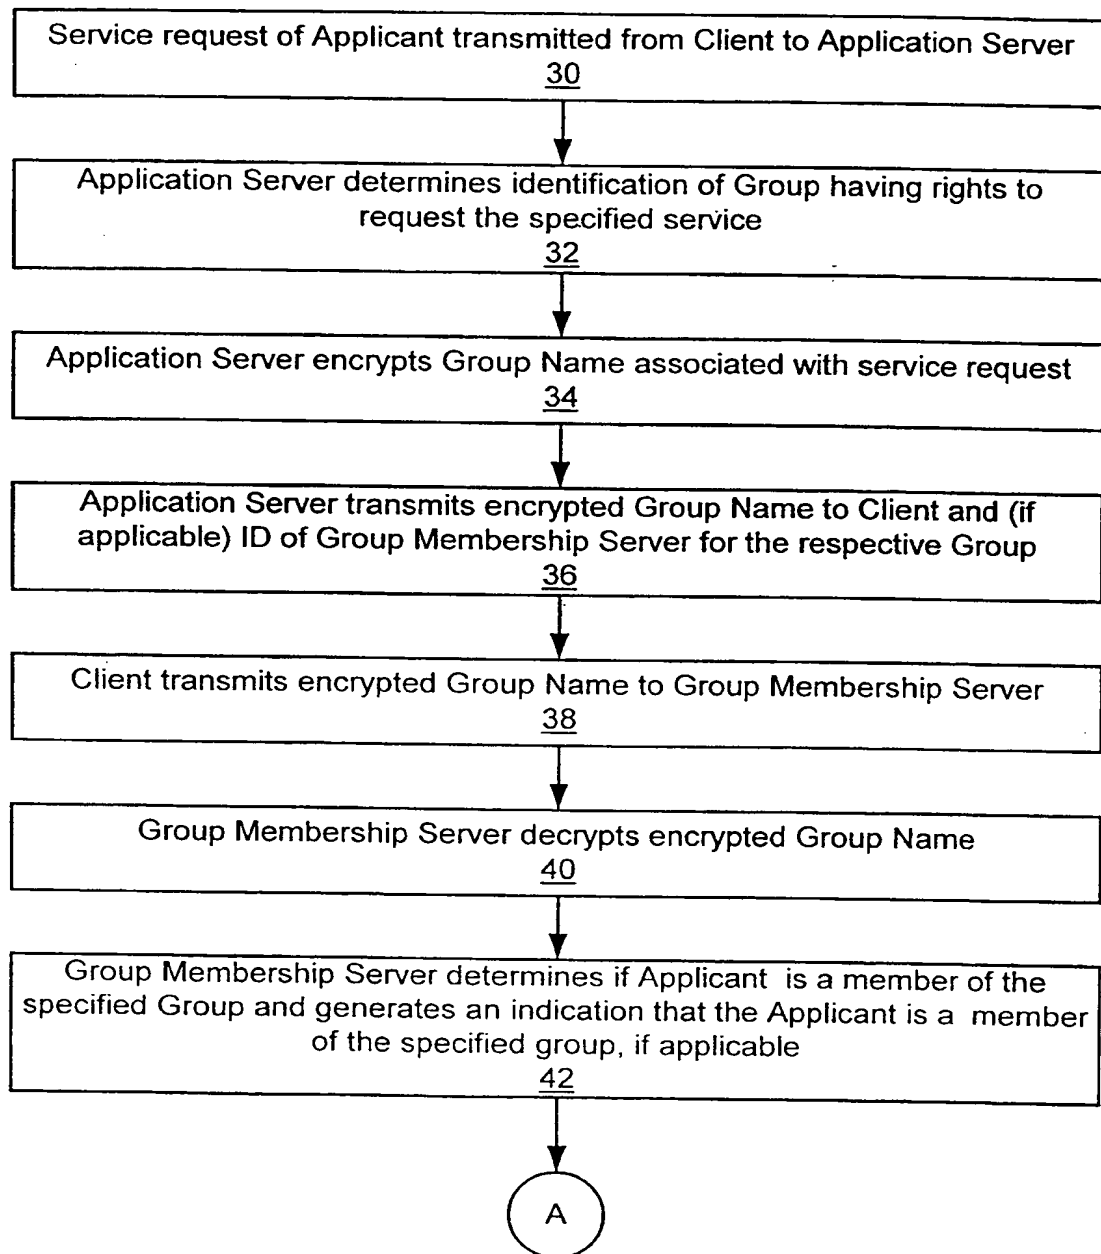 Service request of Applicant transmitted from Client to Application Server
30
Application Server determines identification of Group having rights to
request the specified service
32
Application Server encrypts Group Name associated with service request
34
Application Server transmits encrypted Group Name to Client and (if
applicable) ID of Group Membership Server for the respective Group
36
Client transmits encrypted Group Name to Group Membership Server
38
Group Membership Server decrypts encrypted Group Name
40
Group Membership Server determines if Applicant is a member of the
specified Group and generates an indication that the Applicant is a member
of the specified group, if applicable
42
A